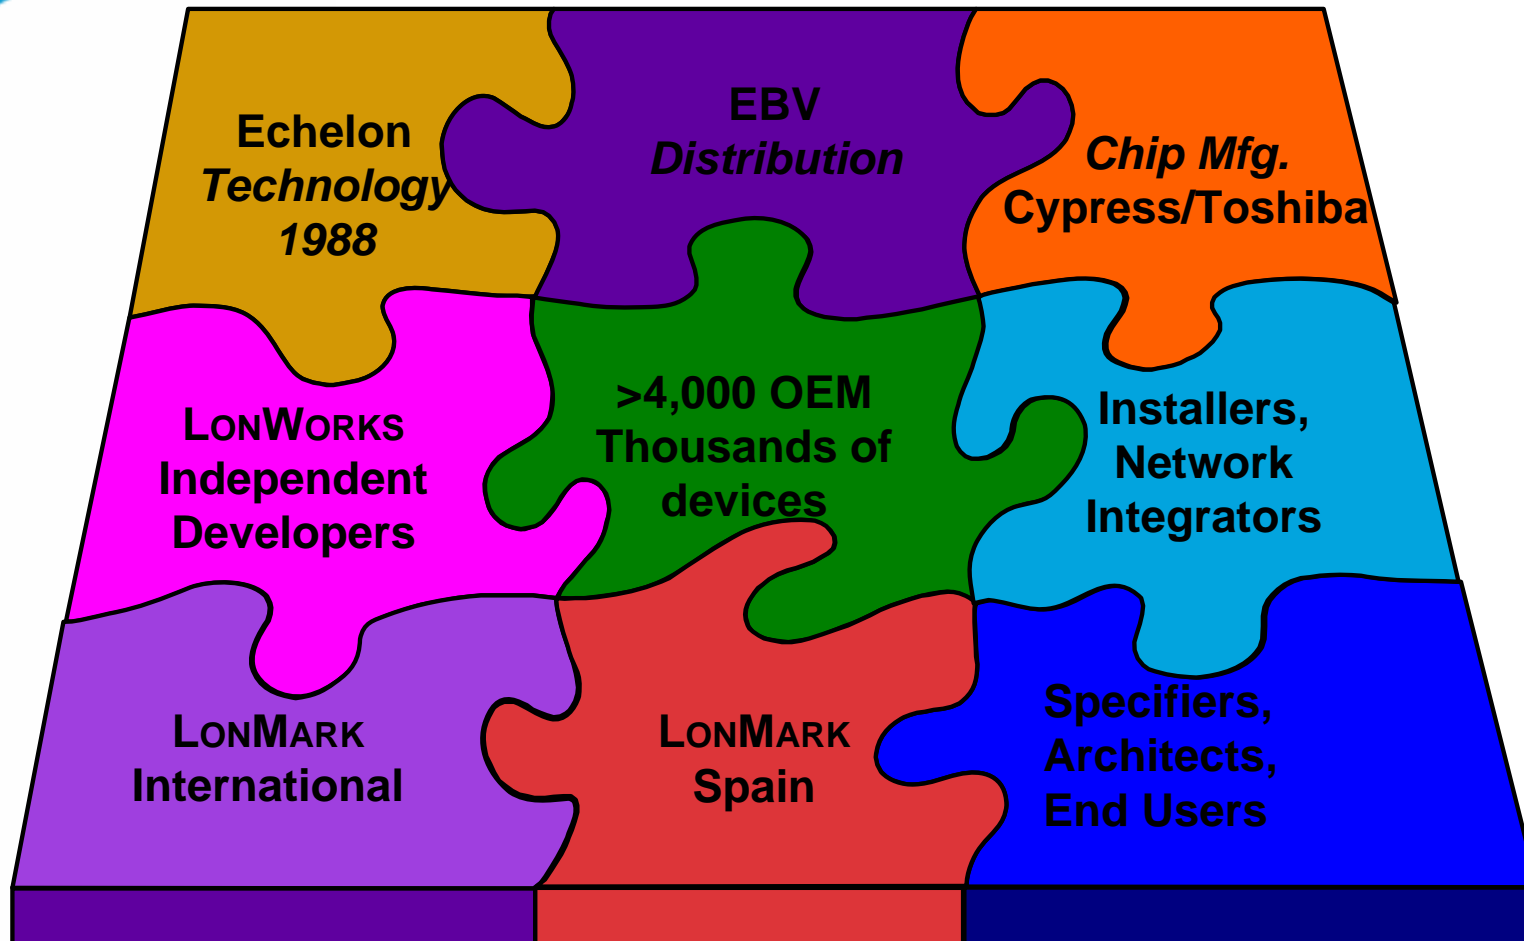 Echelon
Technology
1988
EBV
Distribution
Chip Mfg.
Cypress/Toshiba
LONWORKS
Independent
Developers
>4,000 OEM
Thousands of
devices
Installers,
Network
Integrators
LONMARK
International
LONMARK
Spain
Specifiers,
Architects,
End Users